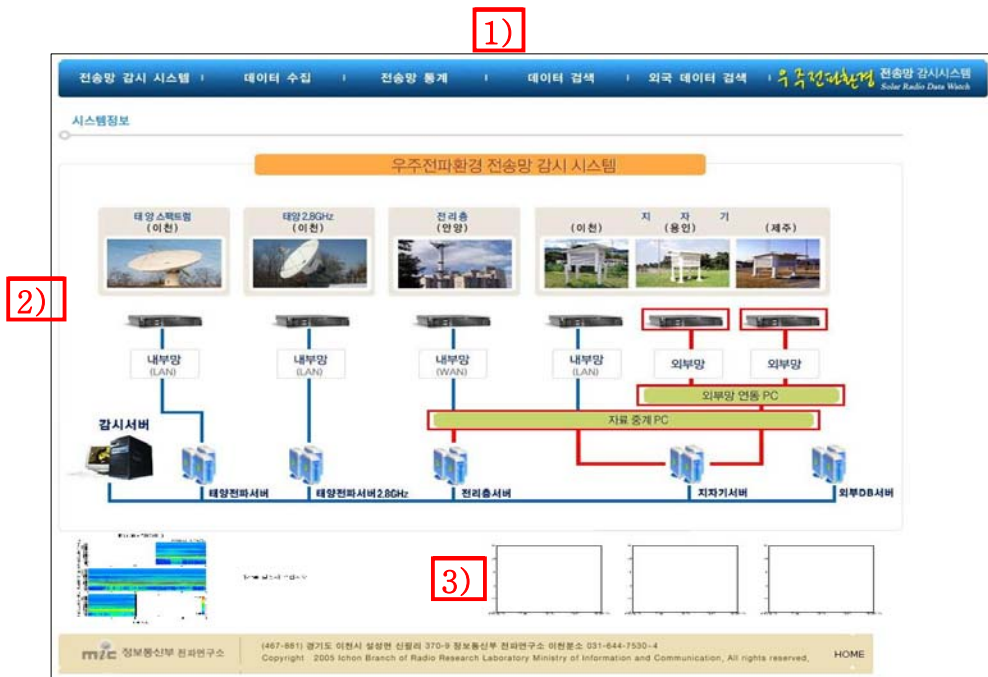 1)
전송망 감시 시스템 | 데이터 수집 | 전송망 통계 | 데이터 검색 | 외국 데이터 검색 | 우주전파환경 전송망 감시시스템
Solar Radio Data Watch
시스템정보
우주전파환경 전송망 감시 시스템
태양스펙트럼 태양2.8GHz 전리층 지 자 기
(이천) (이천) (안양) (이천) (용인) (제주)
2)
내부망 내부망 내부망 내부망 외부망 외부망
(LAN) (LAN) (WAN) (LAN)
외부망 연동 PC
자료 중계 PC
감시서버
태양전파서버 태양전파서버2.8GHz 전리층서버 지자기서버 외부DB서버
3)
mic 정보통신부 전파연구소
(467-881) 경기도 이천시 설성면 신필리 370-9 정보통신부 전파연구소 이천분소 031-644-7530~4
Copyright 2005 Ichon Branch of Radio Research Laboratory Ministry of Information and Communication, All rights reserved,
HOME